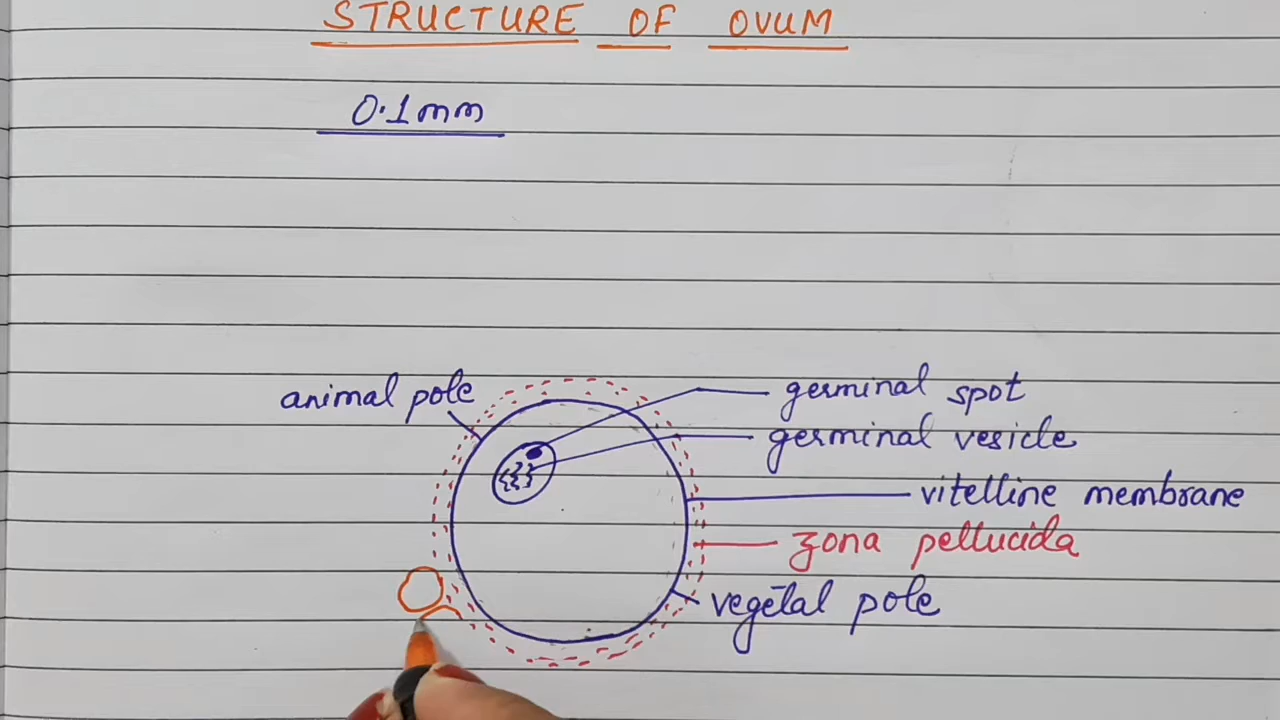 STRUCTURE OF OVUM
0.1mm
animal pole
germinal spot
germinal vesicle
vitelline membrane
zona pellucida
vegetal pole